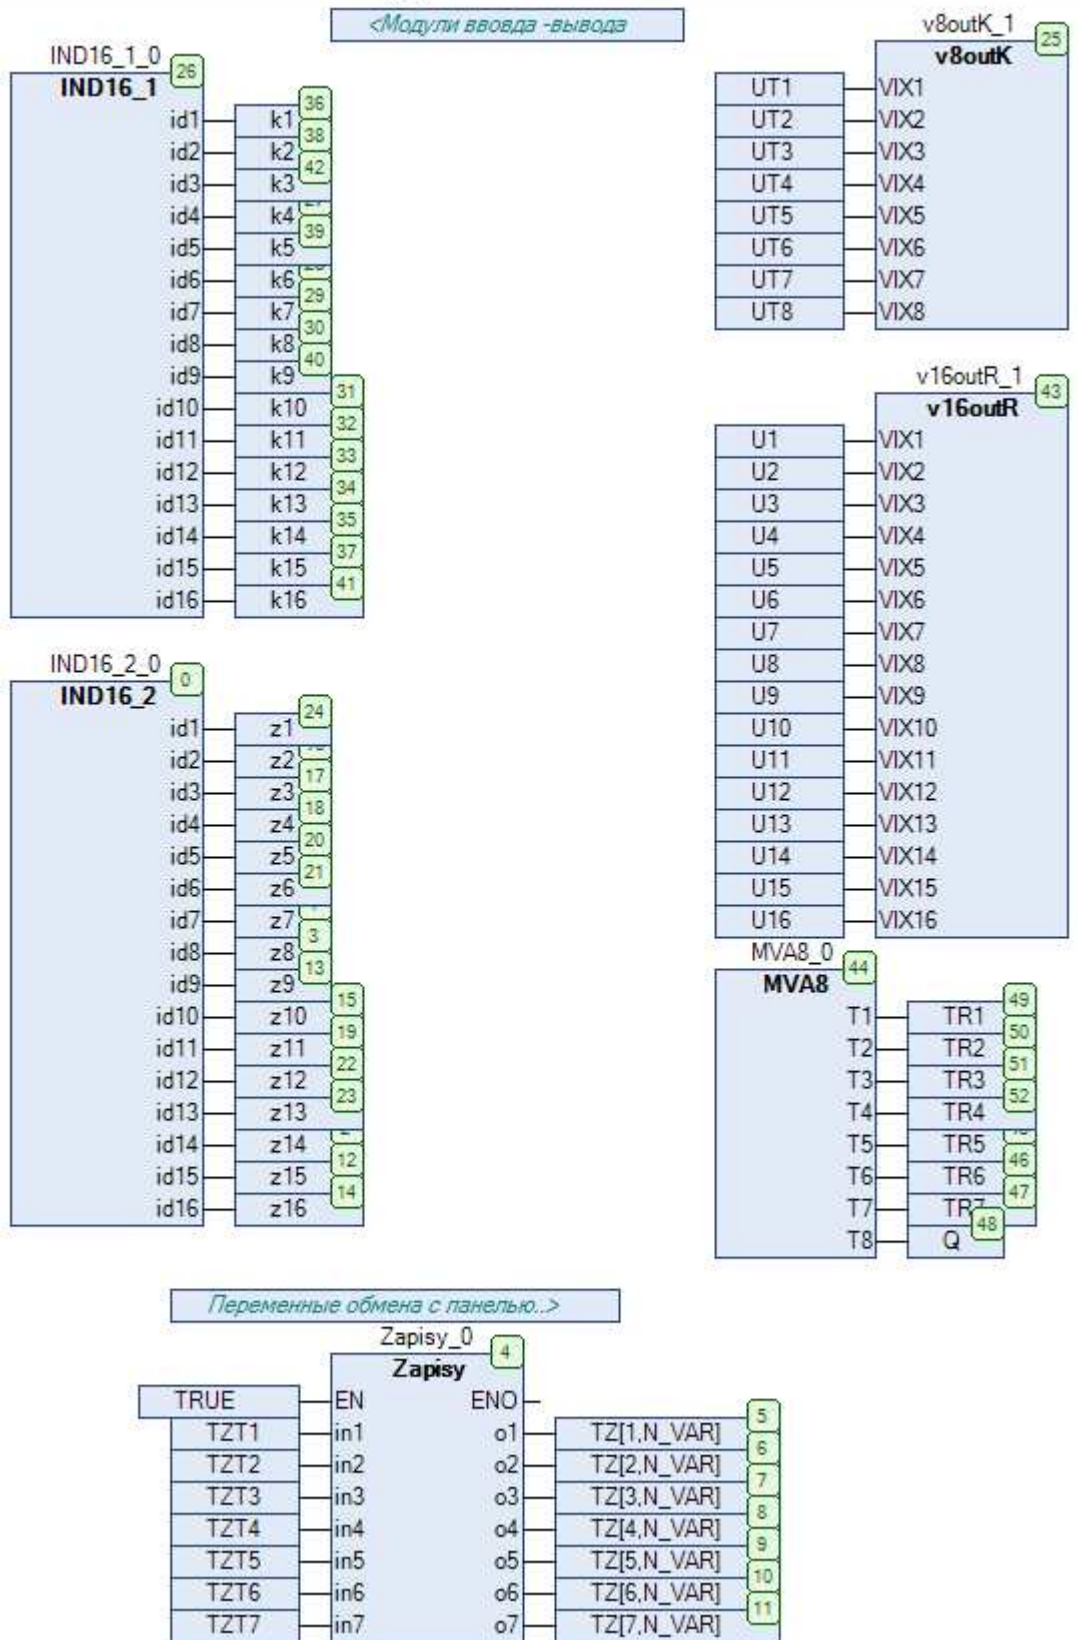 <Модули ввовда -вывода
IND16_1_0
26
IND16_1
id1 k1 36
id2 k2 38
id3 k3 42
id4 k4
id5 k5 39
id6 k6
id7 k7 29
id8 k8 30
id9 k9 40
id10 k10 31
id11 k11 32
id12 k12 33
id13 k13 34
id14 k14 35
id15 k15 37
id16 k16 41
IND16_2_0
0
IND16_2
id1 z1 24
id2 z2
id3 z3 17
id4 z4 18
id5 z5 20
id6 z6 21
id7 z7
id8 z8 3
id9 z9 13
id10 z10 15
id11 z11 19
id12 z12 22
id13 z13 23
id14 z14
id15 z15 12
id16 z16 14
v8outK_1
25
v8outK
UT1 VIX1
UT2 VIX2
UT3 VIX3
UT4 VIX4
UT5 VIX5
UT6 VIX6
UT7 VIX7
UT8 VIX8
v16outR_1
43
v16outR
U1 VIX1
U2 VIX2
U3 VIX3
U4 VIX4
U5 VIX5
U6 VIX6
U7 VIX7
U8 VIX8
U9 VIX9
U10 VIX10
U11 VIX11
U12 VIX12
U13 VIX13
U14 VIX14
U15 VIX15
U16 VIX16
MVA8_0
44
MVA8
T1 TR1 49
T2 TR2 50
T3 TR3 51
T4 TR4 52
T5 TR5
T6 TR6 46
T7 TR7 47
T8 Q 48
Переменные обмена с панелью..>
Zapisy_0
4
Zapisy
TRUE EN ENO
TZT1 in1 o1 TZ[1,N_VAR] 5
TZT2 in2 o2 TZ[2,N_VAR] 6
TZT3 in3 o3 TZ[3,N_VAR] 7
TZT4 in4 o4 TZ[4,N_VAR] 8
TZT5 in5 o5 TZ[5,N_VAR] 9
TZT6 in6 o6 TZ[6,N_VAR] 10
TZT7 in7 o7 TZ[7,N_VAR] 11